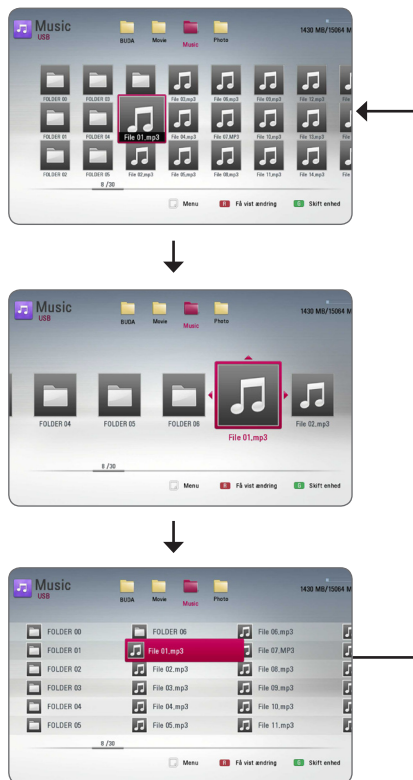 Music
USB
BUDA Movie Music Photo
1430 MB/15064 M
FOLDER 00 FOLDER 03 File 03.mp3 File 06.mp3 File 09.mp3 File 12.mp3 File
FOLDER 01 FOLDER 04 File 01.mp3 File 04.mp3 File 07.MP3 File 10.mp3 File 13.mp3 File
FOLDER 02 FOLDER 05 File 02.mp3 File 05.mp3 File 08.mp3 File 11.mp3 File 14.mp3 File
8 /30
Menu R Få vist ændring G Skift enhed
Music
USB
BUDA Movie Music Photo
1430 MB/15064 M
FOLDER 04 FOLDER 05 FOLDER 06 File 01.mp3 File 02.mp3
8 /30
Menu R Få vist ændring G Skift enhed
Music
USB
BUDA Movie Music Photo
1430 MB/15064 M
FOLDER 00 FOLDER 06 File 06.mp3
FOLDER 01 File 01.mp3 File 07.MP3
FOLDER 02 File 02.mp3 File 08.mp3
FOLDER 03 File 03.mp3 File 09.mp3
FOLDER 04 File 04.mp3 File 10.mp3
FOLDER 05 File 05.mp3 File 11.mp3
8 /30
Menu R Få vist ændring G Skift enhed